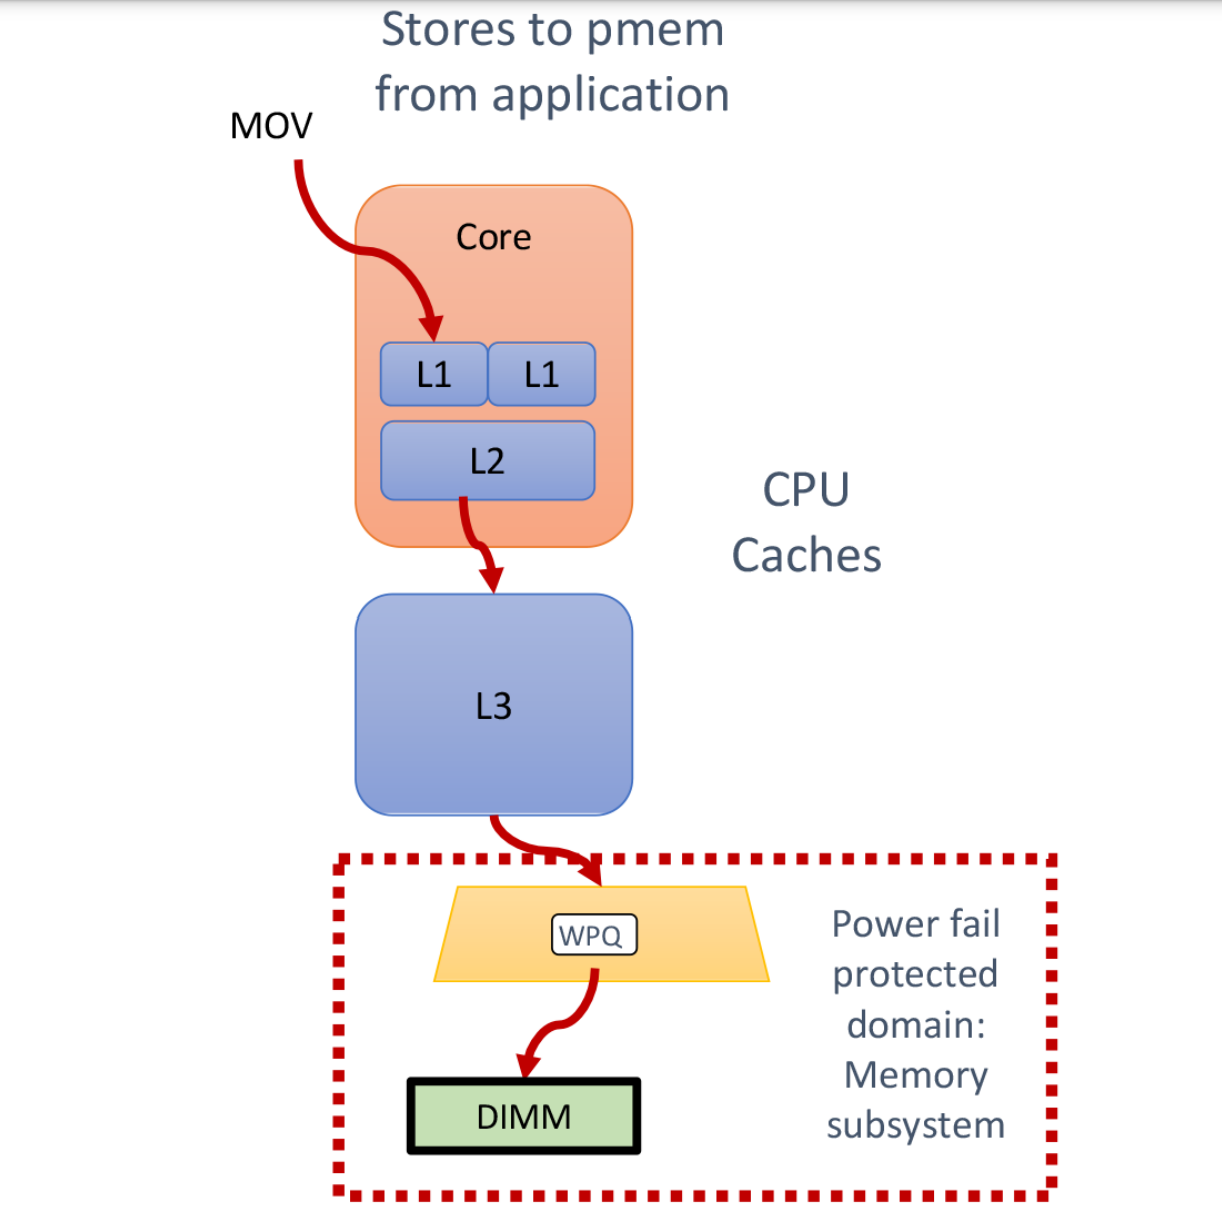 Stores to pmem
from application
MOV
Core
L1 L1
L2
CPU
Caches
L3
WPQ
Power fail
protected
domain:
Memory
subsystem
DIMM